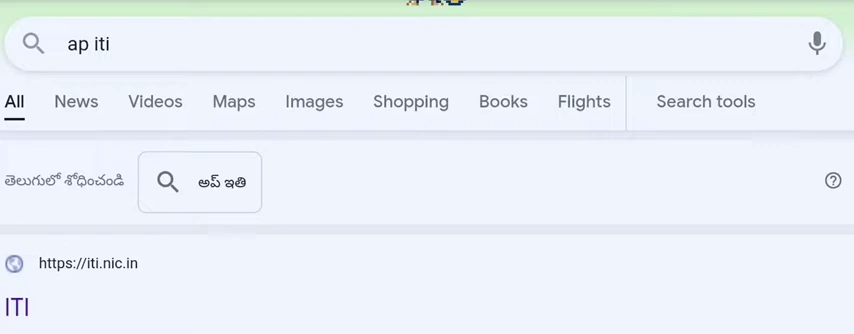 ap iti
All News Videos Maps Images Shopping Books Flights Search tools
తెలుగులో శోధించండి అప్ ఇతి
https://iti.nic.in
ITI